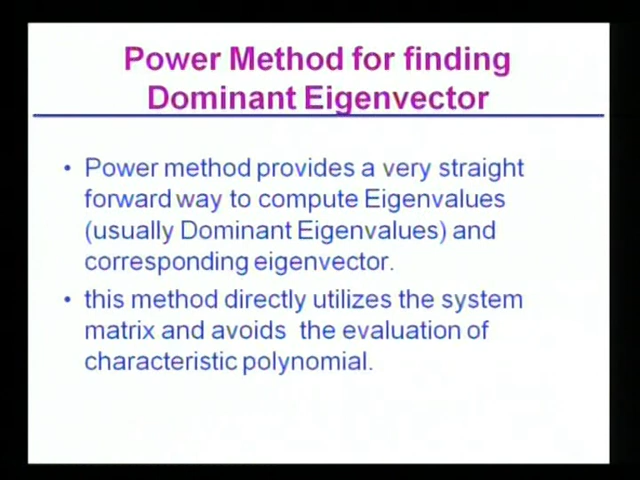 Power Method for finding
Dominant Eigenvector
• Power method provides a very straight
forward way to compute Eigenvalues
(usually Dominant Eigenvalues) and
corresponding eigenvector.
• this method directly utilizes the system
matrix and avoids the evaluation of
characteristic polynomial.